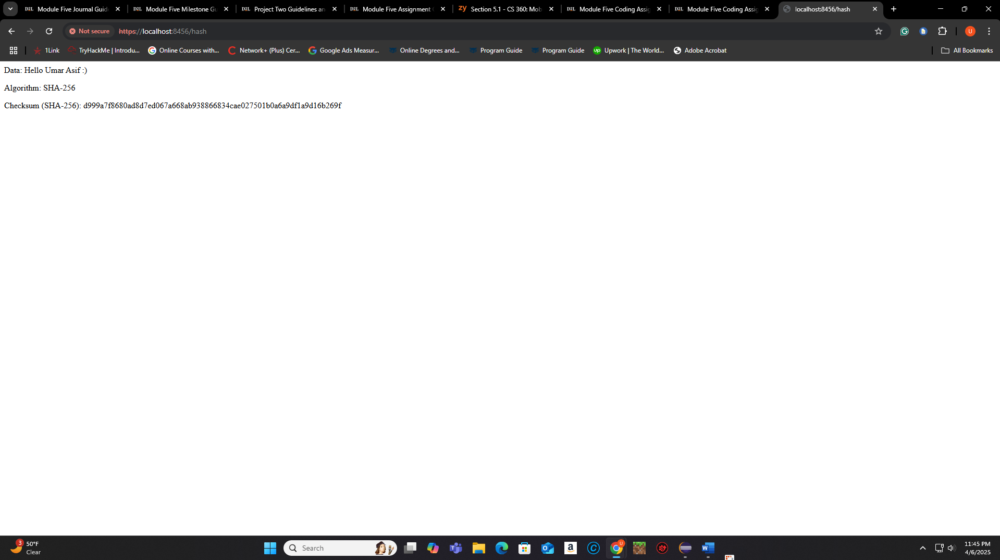 Module Five Journal Guid
Module Five Milestone Gu
Project Two Guidelines an
Module Five Assignment
Section 5.1 - CS 360: Mob
Module Five Coding Assig
Module Five Coding Assig
localhost:8456/hash
Not secure
https://localhost:8456/hash
U
1Link
TryHackMe | Introdu...
Online Courses with...
Network+ (Plus) Cer...
Google Ads Measur...
Online Degrees and...
Program Guide
Program Guide
up
Upwork | The World...
Adobe Acrobat
All Bookmarks
Data: Hello Umar Asif :)
Algorithm: SHA-256
Checksum (SHA-256): d999a7f8680ad8d7ed067a668ab938866834cae027501b0a6a9df1a9d16b269f
3
50°F
Clear
Search
11:45 PM
4/6/2025